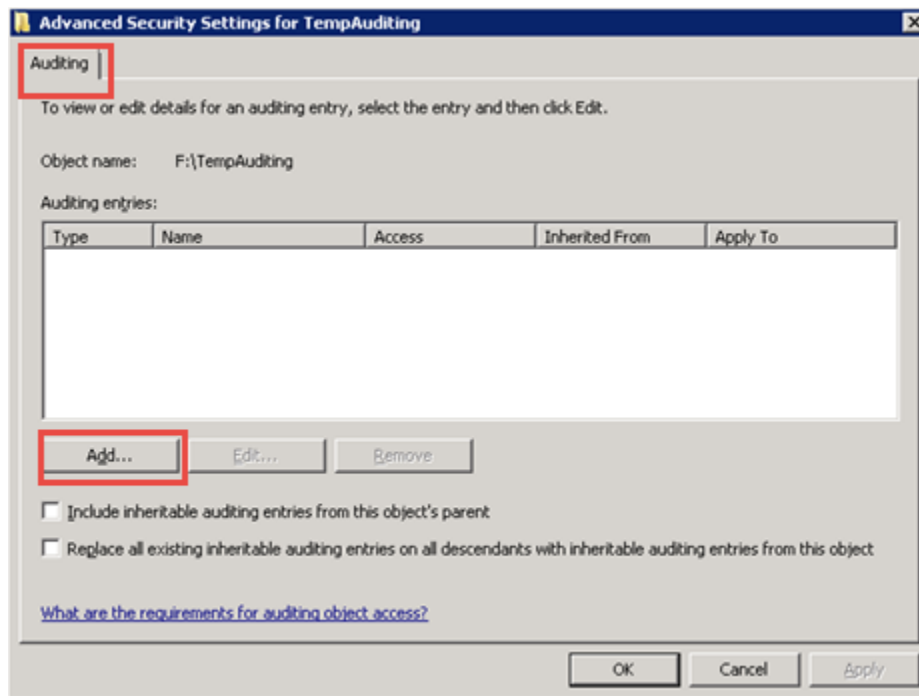 Advanced Security Settings for TempAuditing
Auditing
To view or edit details for an auditing entry, select the entry and then click Edit.
Object name: F:\TempAuditing
Auditing entries:
Type Name Access Inherited From Apply To
Add... Edit... Remove
Include inheritable auditing entries from this object's parent
Replace all existing inheritable auditing entries on all descendants with inheritable auditing entries from this object
What are the requirements for auditing object access?
OK Cancel Apply